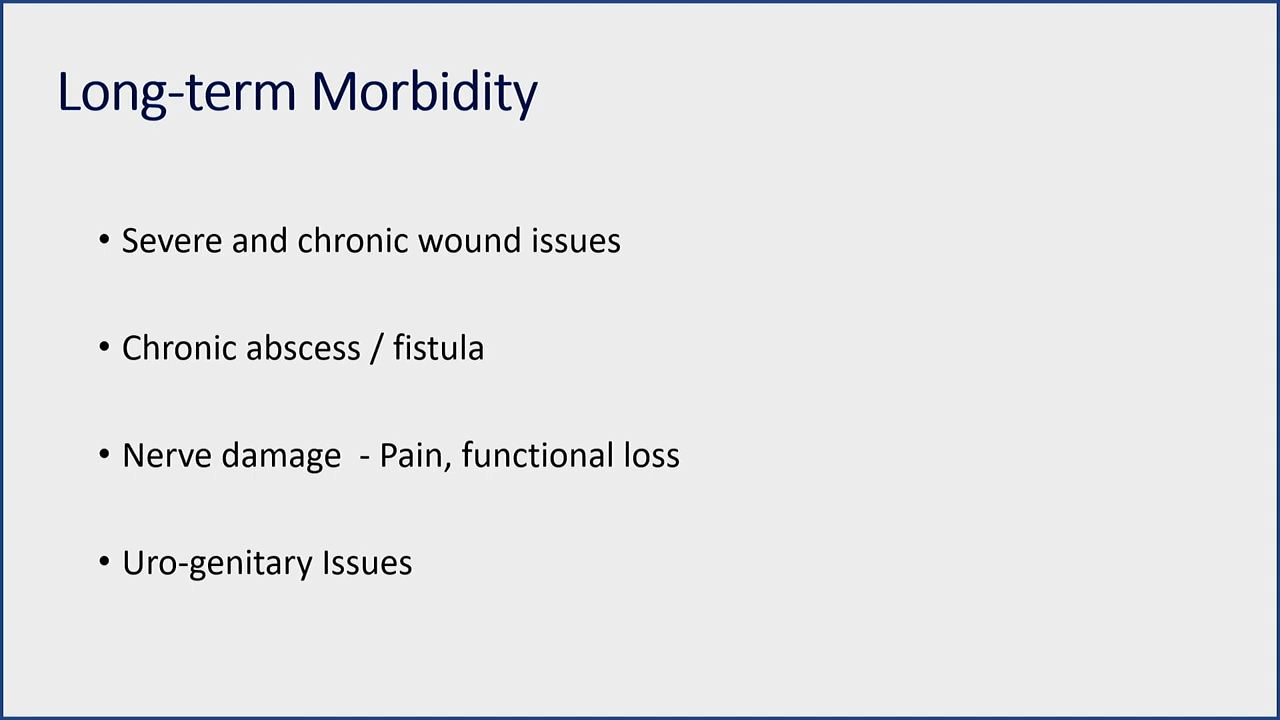 Long-term Morbidity
• Severe and chronic wound issues
• Chronic abscess / fistula
• Nerve damage  - Pain, functional loss
• Uro-genitary Issues